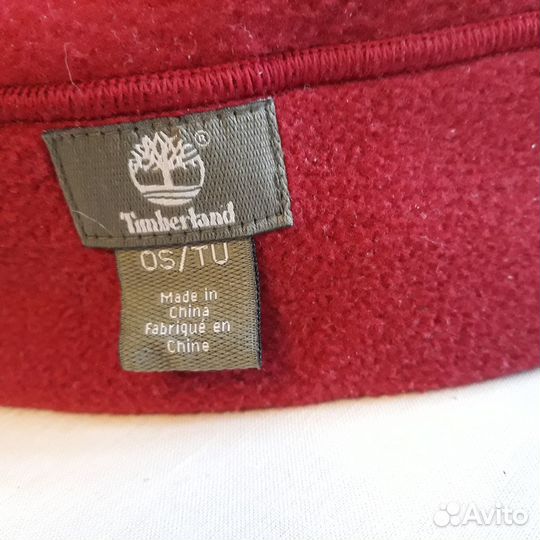 ®
Timberland
OS/TU
Made in
China
Fabriqué en
Chine
Avito